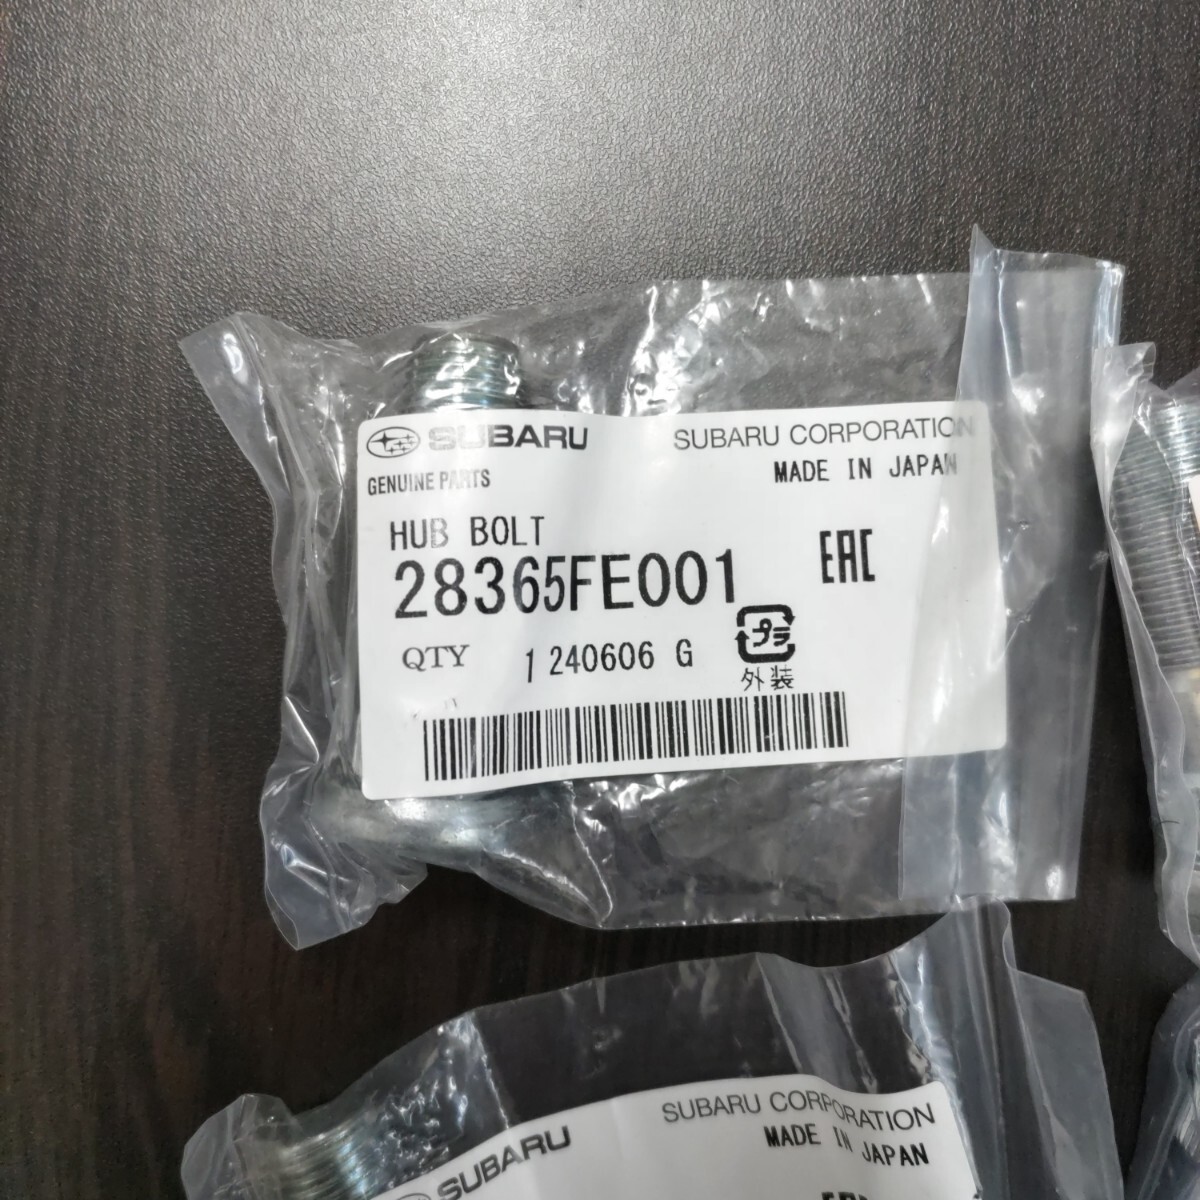 SUBARU SUBARU CORPORATION
GENUINE PARTS MADE IN JAPAN
HUB BOLT
28365FE001 EAC
QTY 1 240606 G プラ
外装
SUBARU CORPORATION
SUBARU MADE IN JAPAN
EAC